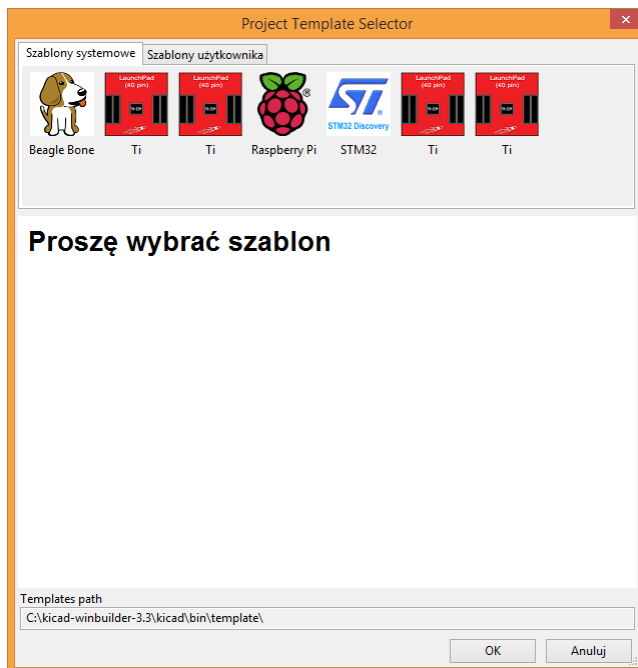 Project Template Selector
Szablony systemowe
Szablony użytkownika
LaunchPad
(40 pin)
LaunchPad
(40 pin)
STM32 Discovery
LaunchPad
(40 pin)
LaunchPad
(40 pin)
Beagle Bone
Ti
Ti
Raspberry Pi
STM32
Ti
Ti
Proszę wybrać szablon
Templates path
C:\kicad-winbuilder-3.3\kicad\bin\template\
OK
Anuluj